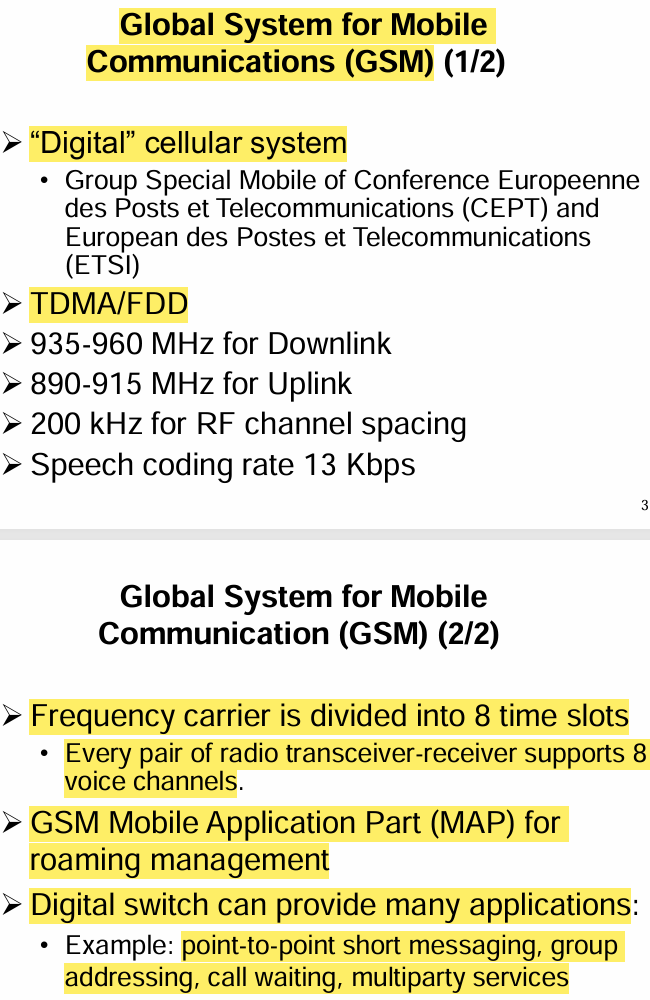 Global System for Mobile
Communications (GSM) (1/2)
➢ “Digital” cellular system
• Group Special Mobile of Conference Europeenne
des Posts et Telecommunications (CEPT) and
European des Postes et Telecommunications
(ETSI)
➢ TDMA/FDD
➢ 935-960 MHz for Downlink
➢ 890-915 MHz for Uplink
➢ 200 kHz for RF channel spacing
➢ Speech coding rate 13 Kbps
3
Global System for Mobile
Communication (GSM) (2/2)
➢ Frequency carrier is divided into 8 time slots
• Every pair of radio transceiver-receiver supports 8
voice channels.
➢ GSM Mobile Application Part (MAP) for
roaming management
➢ Digital switch can provide many applications:
• Example: point-to-point short messaging, group
addressing, call waiting, multiparty services